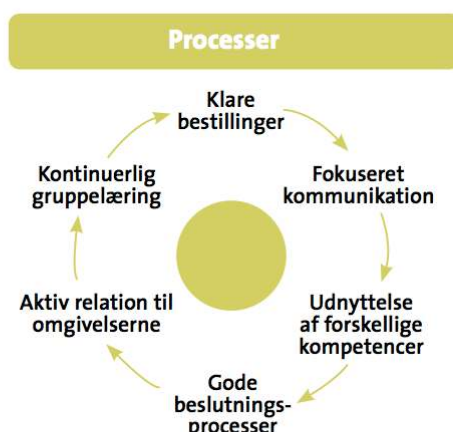 Processer
Klare
bestillinger
Fokuseret
kommunikation
Udnyttelse
af forskellige
kompetencer
Gode
beslutnings-
processer
Aktiv relation til
omgivelserne
Kontinuerlig
gruppelæring